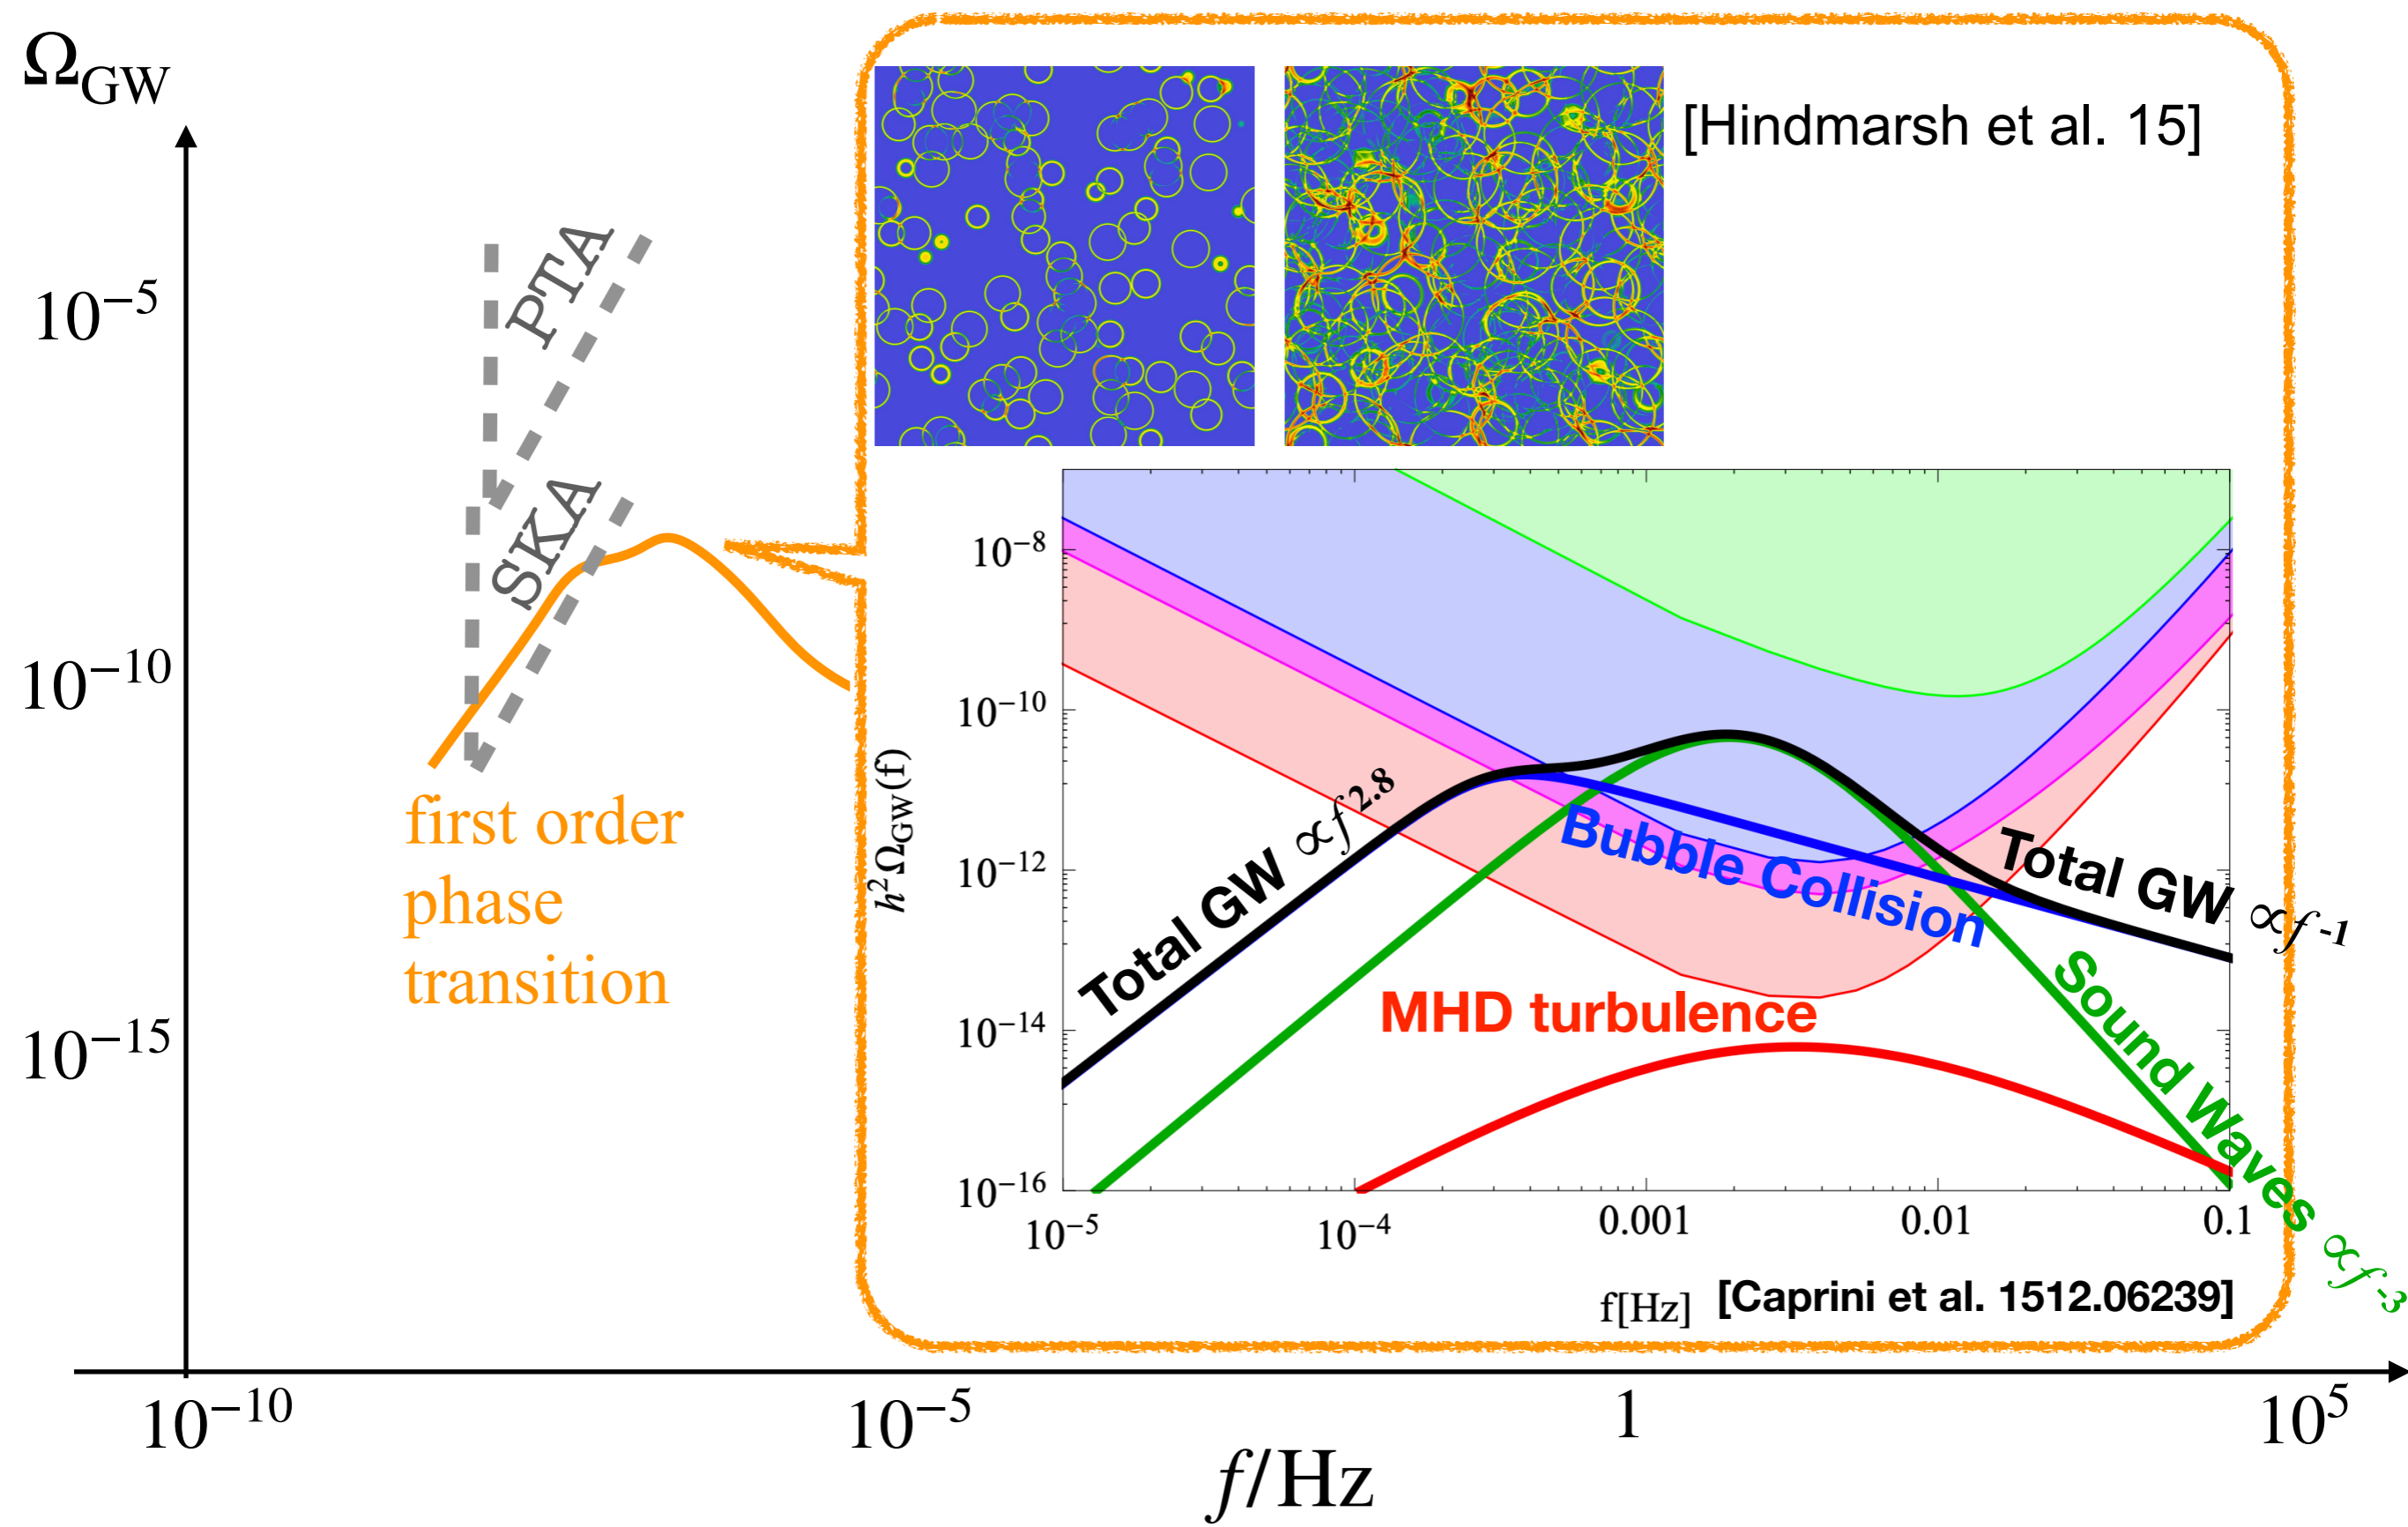 Ω_GW
10⁻⁵
10⁻¹⁰
10⁻¹⁵
PTA
SKA
first order
phase
transition
[Hindmarsh et al. 15]
h² Ω_GW(f)
10⁻⁸
10⁻¹⁰
10⁻¹²
10⁻¹⁴
10⁻¹⁶
Total GW ∝f^2.8
Bubble Collision
Total GW ∝f^-1
MHD turbulence
Sound Waves ∝f^-3
10⁻⁵ 10⁻⁴ 0.001 0.01 0.1
f[Hz] [Caprini et al. 1512.06239]
10⁻¹⁰ 10⁻⁵ 1 10⁵
f/Hz